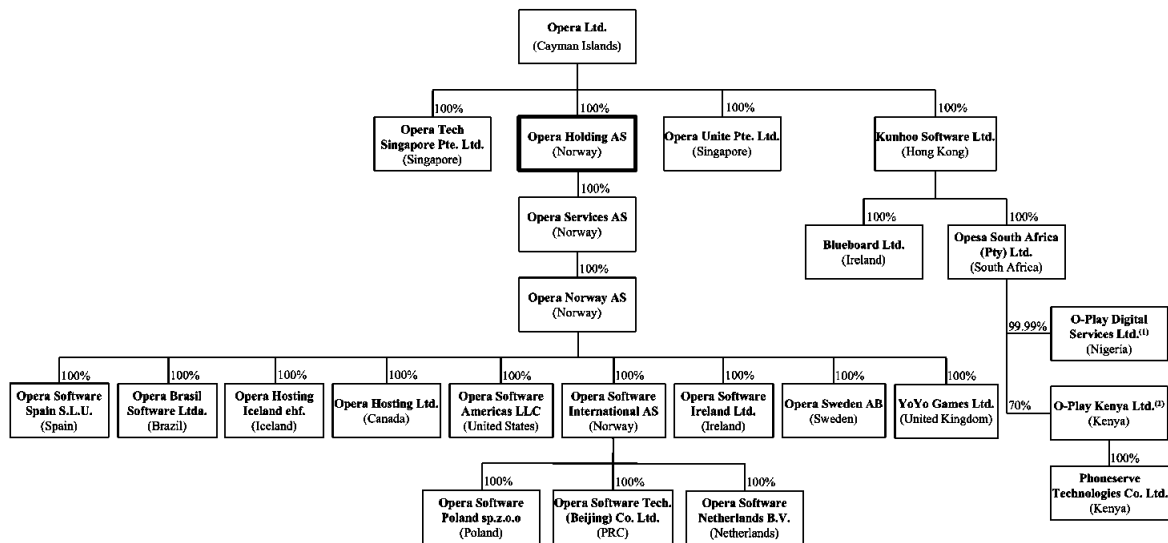 Opera Ltd.
(Cayman Islands)
100%
100%
100%
100%
Opera Tech
Singapore Pte. Ltd.
(Singapore)
Opera Holding AS
(Norway)
Opera Unite Pte. Ltd.
(Singapore)
Kunhoo Software Ltd.
(Hong Kong)
100%
100%
100%
Opera Services AS
(Norway)
Blueboard Ltd.
(Ireland)
Opesa South Africa
(Pty) Ltd.
(South Africa)
100%
Opera Norway AS
(Norway)
99.99%
O-Play Digital
Services Ltd.(1)
(Nigeria)
100%
100%
100%
100%
100%
100%
100%
100%
100%
Opera Software
Spain S.L.U.
(Spain)
Opera Brasil
Software Ltda.
(Brazil)
Opera Hosting
Iceland ehf.
(Iceland)
Opera Hosting Ltd.
(Canada)
Opera Software
Americas LLC
(United States)
Opera Software
International AS
(Norway)
Opera Software
Ireland Ltd.
(Ireland)
Opera Sweden AB
(Sweden)
YoYo Games Ltd.
(United Kingdom)
70%
O-Play Kenya Ltd.(2)
(Kenya)
100%
Phoneserve
Technologies Co. Ltd.
(Kenya)
100%
100%
100%
Opera Software
Poland sp.z.o.o
(Poland)
Opera Software Tech.
(Beijing) Co. Ltd.
(PRC)
Opera Software
Netherlands B.V.
(Netherlands)